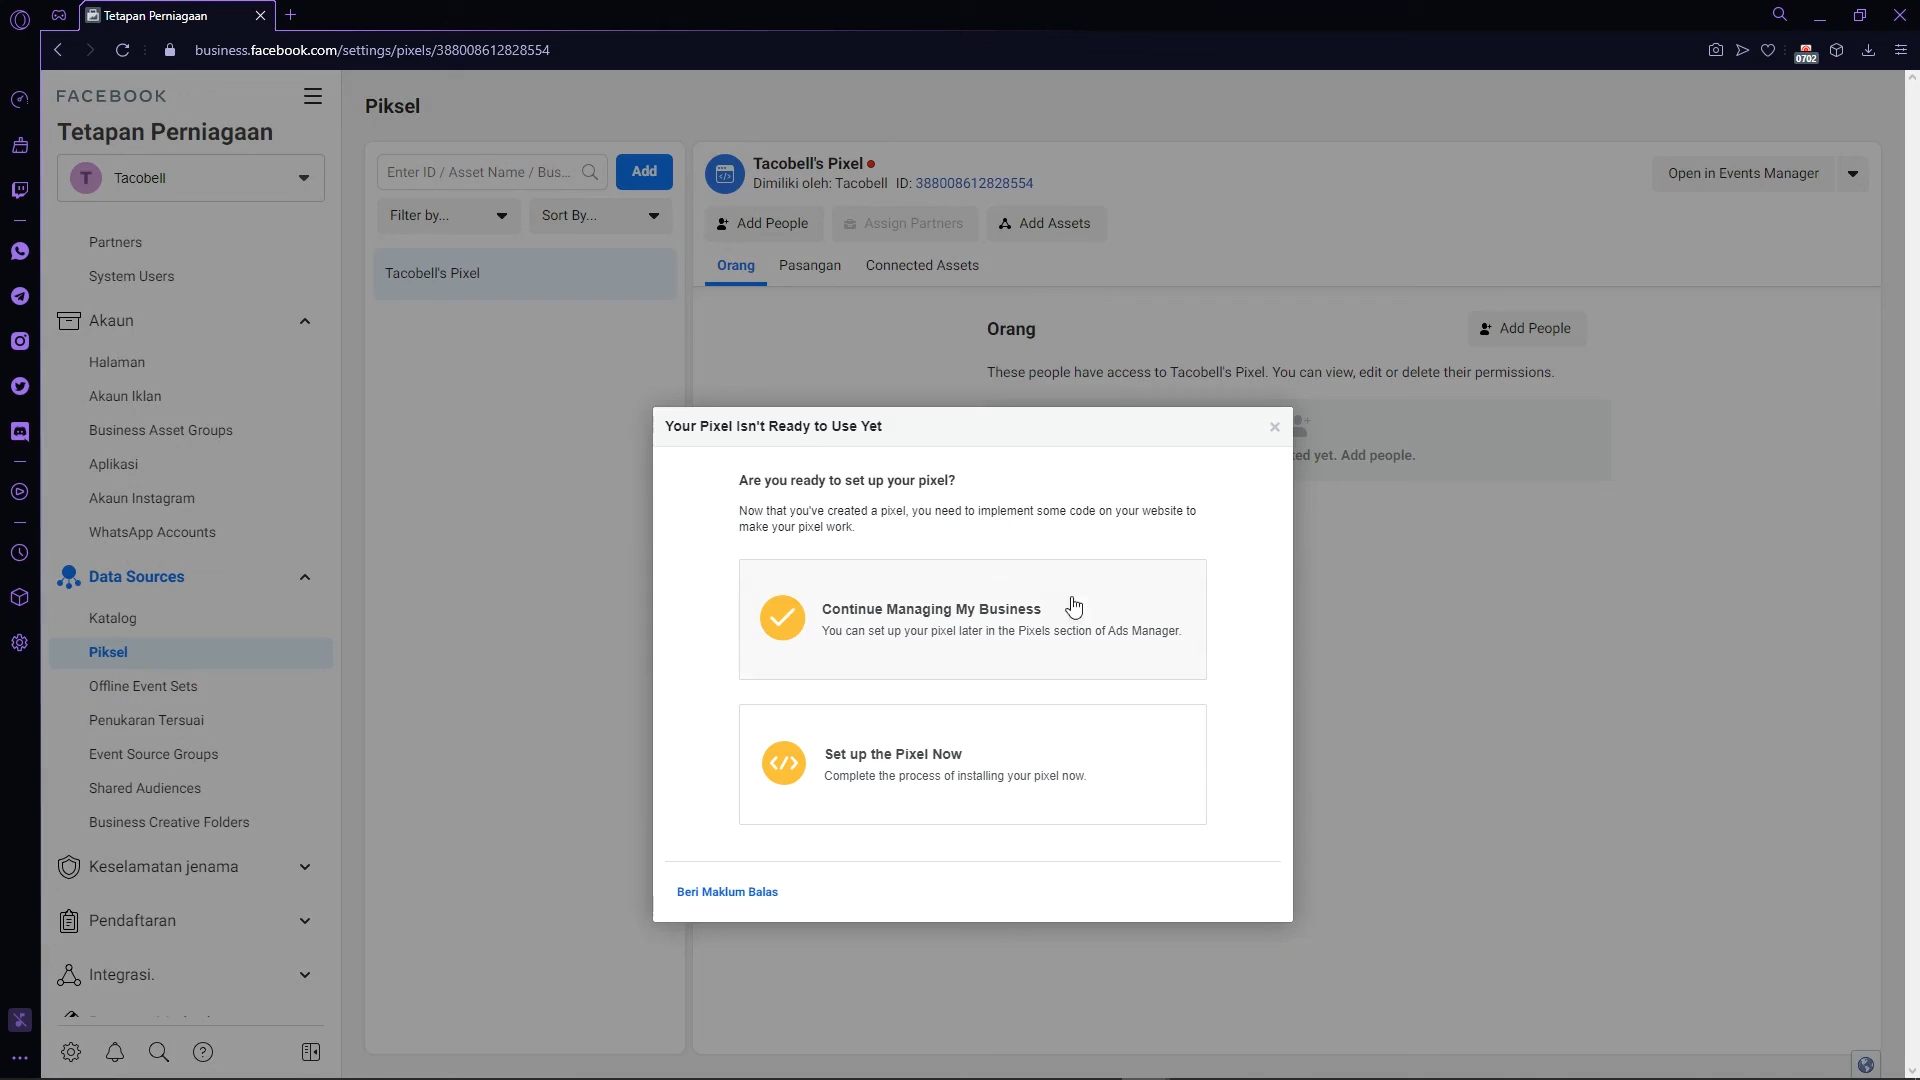 Tetapan Perniagaan
business.facebook.com/settings/pixels/388008612828554
0702
FACEBOOK
Tetapan Perniagaan
T
Tacobell
Partners
System Users
Akaun
Halaman
Akaun Iklan
Business Asset Groups
Aplikasi
Akaun Instagram
WhatsApp Accounts
Data Sources
Katalog
Piksel
Offline Event Sets
Penukaran Tersuai
Event Source Groups
Shared Audiences
Business Creative Folders
Keselamatan jenama
Pendaftaran
Integrasi.
Piksel
Enter ID / Asset Name / Bus...
Add
Filter by...
Sort By...
Tacobell's Pixel
Tacobell's Pixel
Dimiliki oleh: Tacobell ID: 388008612828554
Open in Events Manager
Add People
Assign Partners
Add Assets
Orang
Pasangan
Connected Assets
Orang
Add People
These people have access to Tacobell's Pixel. You can view, edit or delete their permissions.
yet. Add people.
Your Pixel Isn't Ready to Use Yet
Are you ready to set up your pixel?
Now that you've created a pixel, you need to implement some code on your website to
make your pixel work.
Continue Managing My Business
You can set up your pixel later in the Pixels section of Ads Manager.
Set up the Pixel Now
Complete the process of installing your pixel now.
Beri Maklum Balas